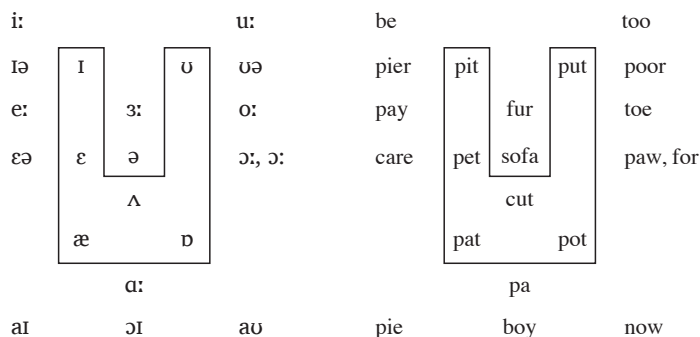 iː uː be too
ɪə ɪ ʊ ʊə pier pit put poor
eː ɜː oː pay fur toe
ɛə ɛ ə ɔː, ɔː care pet sofa paw, for
ʌ cut
æ ɒ pat pot
ɑː pa
aɪ ɔɪ aʊ pie boy now